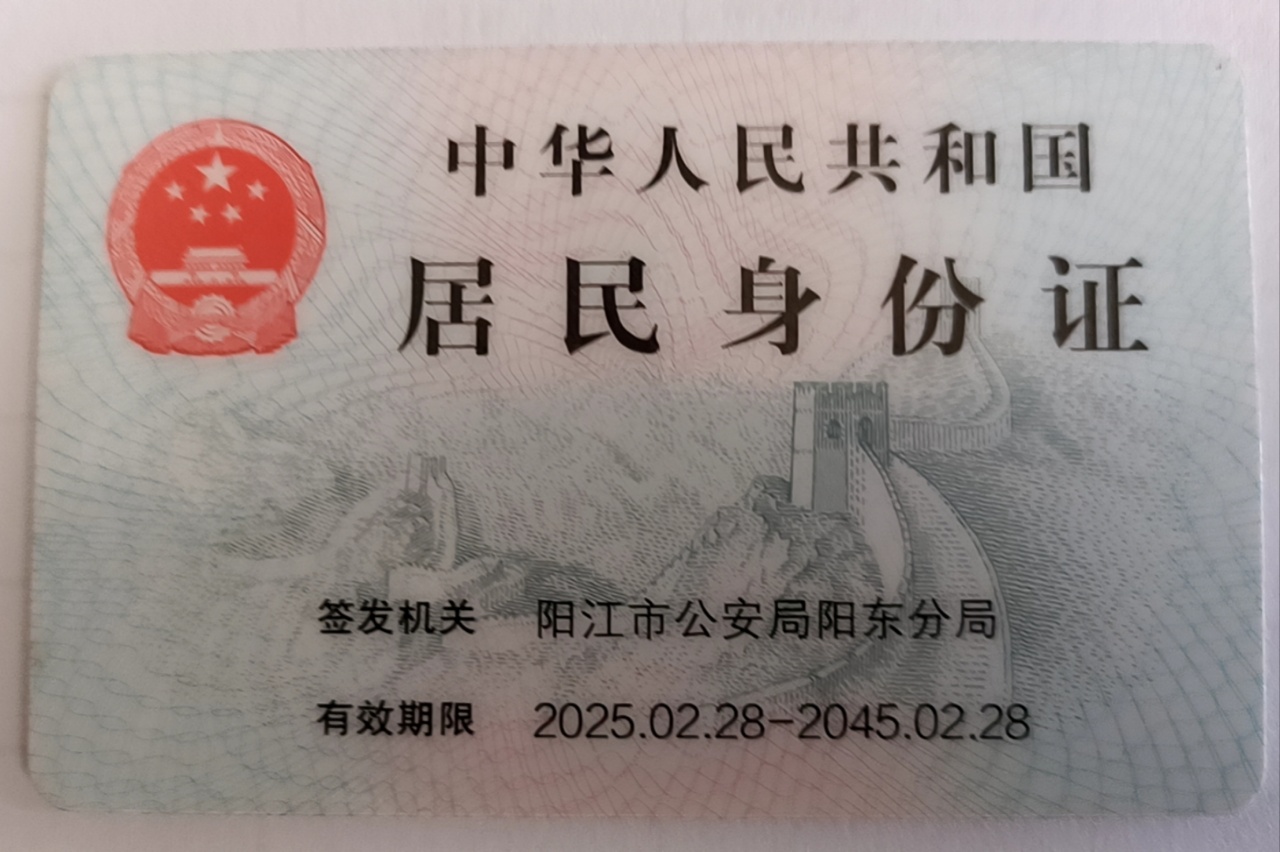 中华人民共和国
居民身份证
签发机关 阳江市公安局阳东分局
有效期限 2025.02.28-2045.02.28